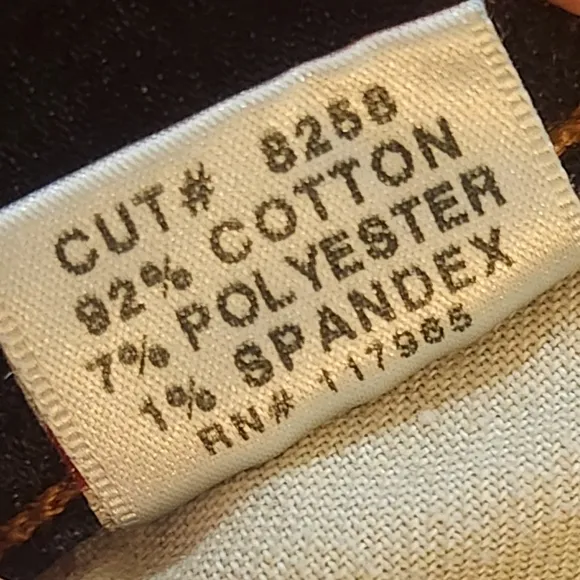 CUT# 8258
92% COTTON
7% POLYESTER
1% SPANDEX
RN# 117985